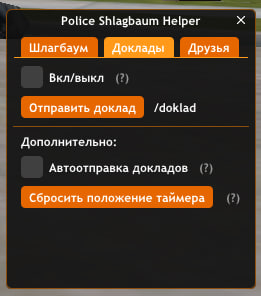 Police Shlagbaum Helper
Шлагбаум Доклады Друзья
Вкл/выкл (?)
Отправить доклад /doklad
Дополнительно:
Автоотправка докладов (?)
Сбросить положение таймера (?)